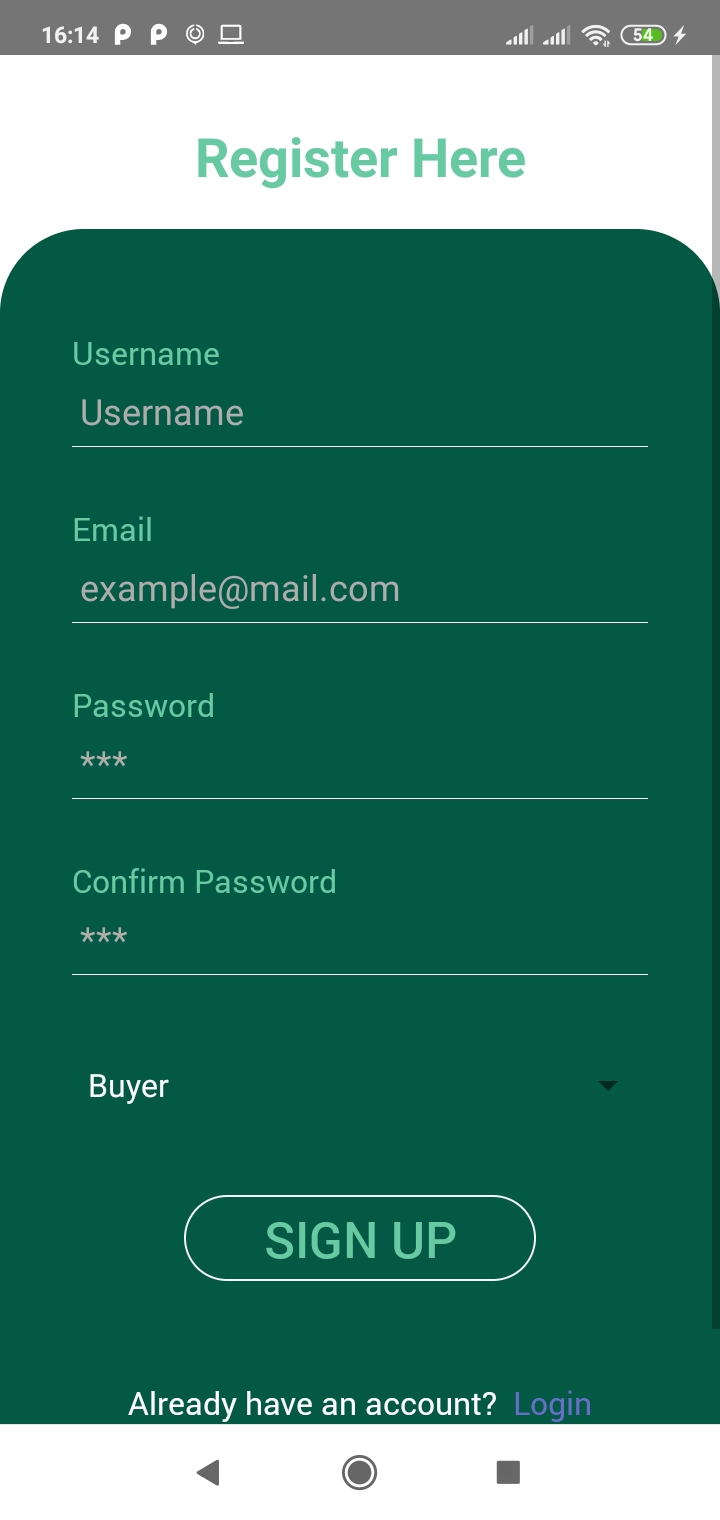 16:14 54
Register Here
Username
Username
Email
example@mail.com
Password
***
Confirm Password
***
Buyer
SIGN UP
Already have an account? Login